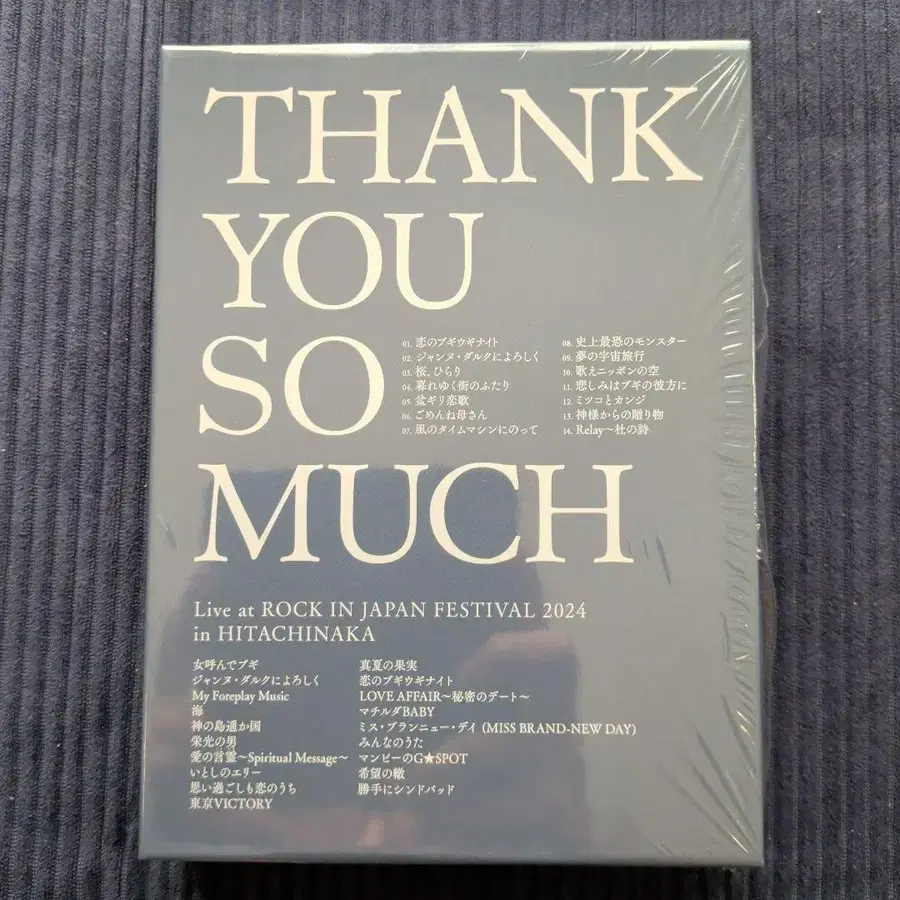 THANK
YOU
SO
MUCH
01. 恋のブギウギナイト
02. ジャンヌ・ダルクによろしく
03. 桜、ひらり
04. 暮れゆく街のふたり
05. 盆ギリ恋歌
06. ごめんね母さん
07. 風のタイムマシンにのって
08. 史上最恐のモンスター
09. 夢の宇宙旅行
10. 歌えニッポンの空
11. 悲しみはブギの彼方に
12. ミツコとカンジ
13. 神様からの贈り物
14. Relay〜杜の詩
Live at ROCK IN JAPAN FESTIVAL 2024
in HITACHINAKA
女呼んでブギ
ジャンヌ・ダルクによろしく
My Foreplay Music
海
神の島遥か国
栄光の男
愛の言霊〜Spiritual Message〜
いとしのエリー
思い過ごしも恋のうち
東京VICTORY
真夏の果実
恋のブギウギナイト
LOVE AFFAIR〜秘密のデート〜
マチルダBABY
ミス・ブランニュー・デイ (MISS BRAND-NEW DAY)
みんなのうた
マンピーのG★SPOT
希望の轍
勝手にシンドバッド